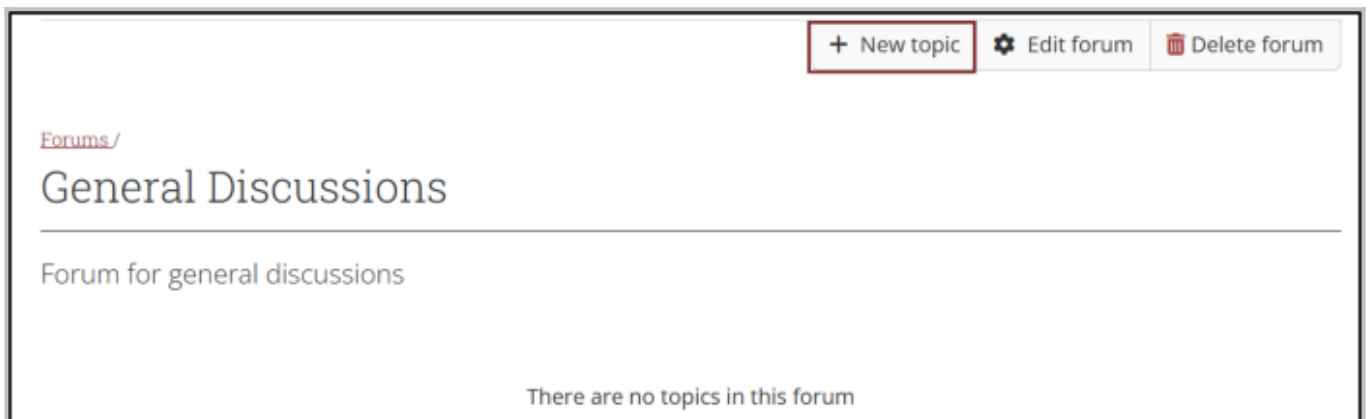 + New topic Edit forum Delete forum
Forums /
General Discussions
Forum for general discussions
There are no topics in this forum